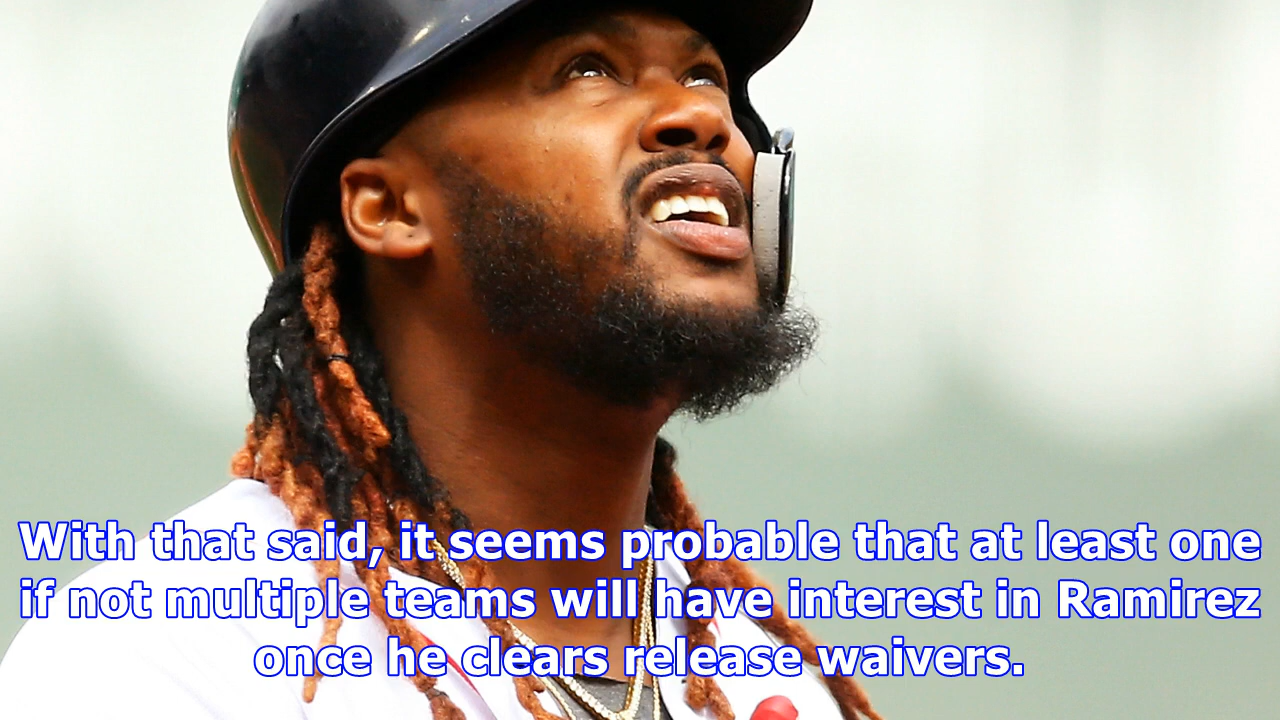 With that said, it seems probable that at least one
if not multiple teams will have interest in Ramirez
once he clears release waivers.